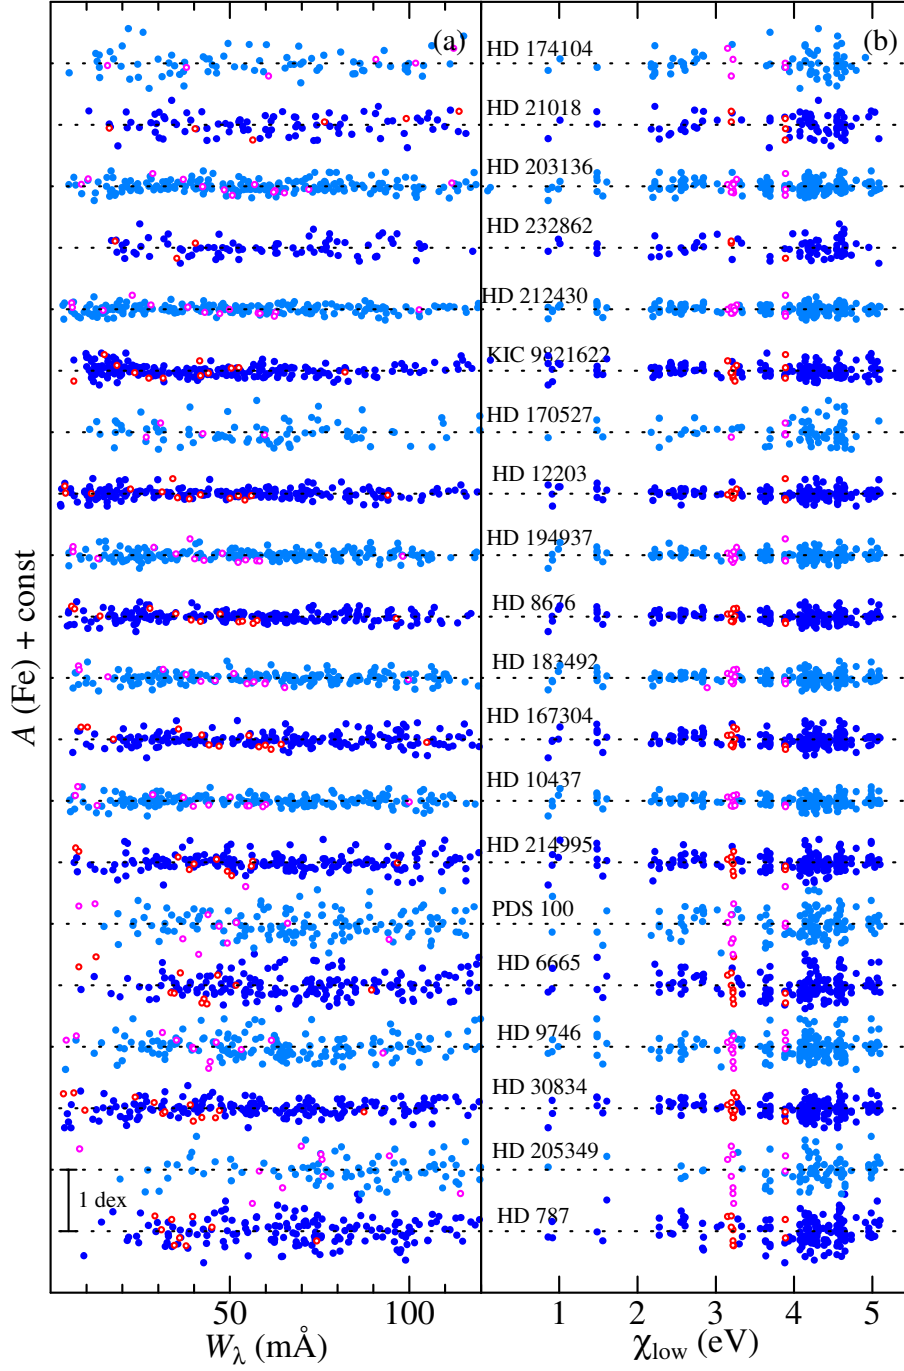 (a)
(b)
HD 174104
HD 21018
HD 203136
HD 232862
HD 212430
KIC 9821622
HD 170527
HD 12203
HD 194937
HD 8676
HD 183492
HD 167304
HD 10437
HD 214995
PDS 100
HD 6665
HD 9746
HD 30834
HD 205349
HD 787
A (Fe) + const
1 dex
50 100
1 2 3 4 5
Wλ (mÅ)
χlow (eV)